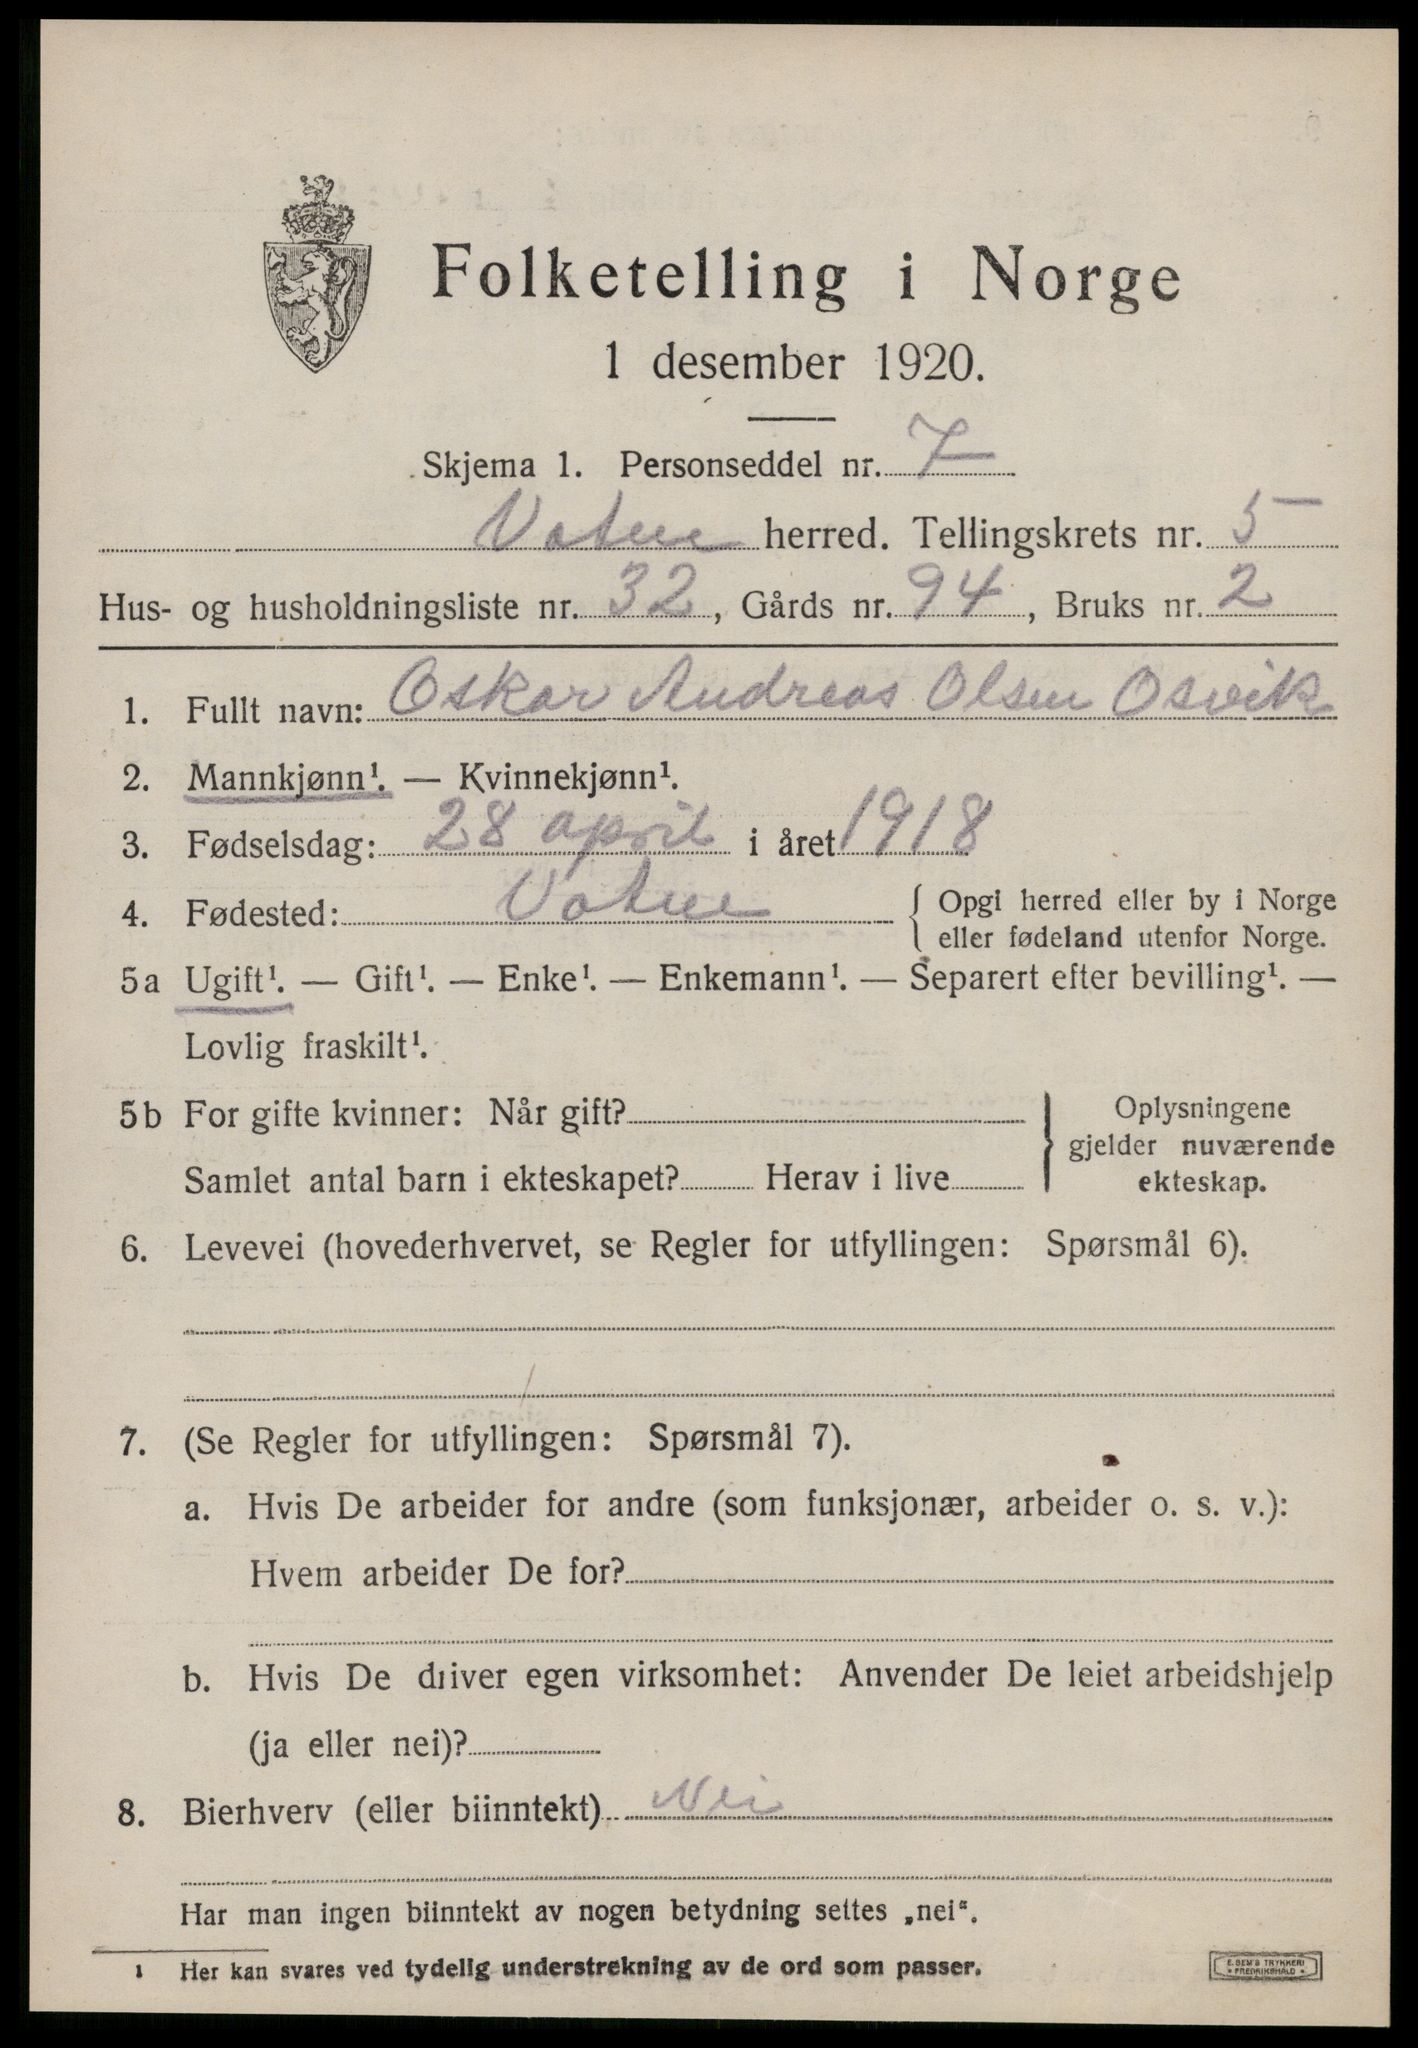 Folketelling i Norge
1 desember 1920.
Skjema 1. Personseddel nr. 7
Vatne herred. Tellingskrets nr. 5
Hus- og husholdningsliste nr. 32, Gårds nr. 94, Bruks nr. 2
1. Fullt navn: Oskar Andreas Olsen Osvik
2. Mannkjønn¹. — Kvinnekjønn¹.
3. Fødselsdag: 28 april i året 1918
4. Fødested: Vatne { Opgi herred eller by i Norge
eller fødeland utenfor Norge.
5a Ugift¹. — Gift¹. — Enke¹. — Enkemann¹. — Separert efter bevilling¹. —
Lovlig fraskilt¹.
5b For gifte kvinner: Når gift? } Oplysningene
gjelder nuværende
Samlet antal barn i ekteskapet? Herav i live ekteskap.
6. Levevei (hovederhvervet, se Regler for utfyllingen: Spørsmål 6).
7. (Se Regler for utfyllingen: Spørsmål 7).
a. Hvis De arbeider for andre (som funksjonær, arbeider o. s. v.):
Hvem arbeider De for?
b. Hvis De driver egen virksomhet: Anvender De leiet arbeidshjelp
(ja eller nei)?
8. Bierhverv (eller biinntekt) Nei
Har man ingen biinntekt av nogen betydning settes „nei“.
¹ Her kan svares ved tydelig understrekning av de ord som passer.
E. SEM'S TRYKKERI
FREDRIKSHALD